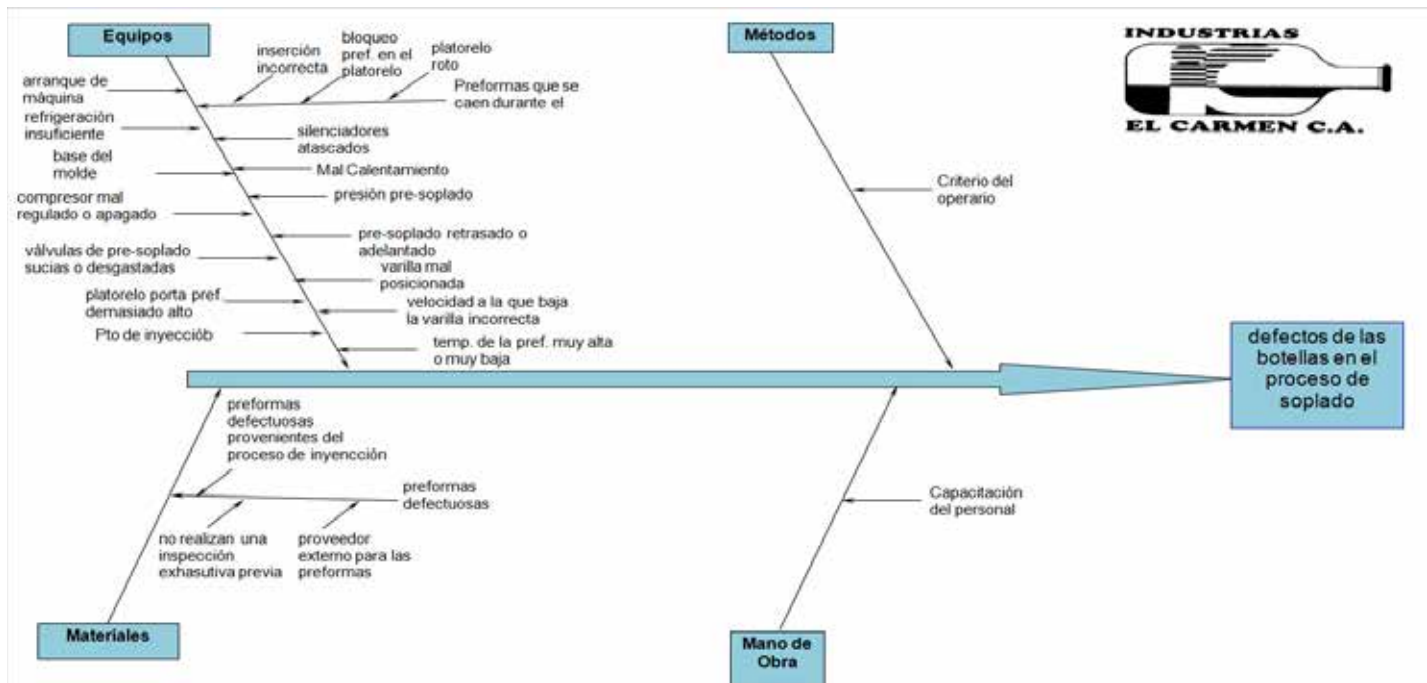 Equipos
Métodos
INDUSTRIAS
EL CARMEN C.A.
inserción
incorrecta
bloqueo
pref. en el
platorelo
platorelo
roto
Preformas que se
caen durante el
arranque de
máquina
refrigeración
insuficiente
silenciadores
atascados
base del
molde
Mal Calentamiento
compresor mal
regulado o apagado
presión pre-soplado
válvulas de pre-soplado
sucias o desgastadas
pre-soplado retrasado o
adelantado
varilla mal
posicionada
platorelo porta pref
demasiado alto
velocidad a la que baja
la varilla incorrecta
Pto de inyecciób
temp. de la pref. muy alta
o muy baja
Criterio del
operario
defectos de las
botellas en el
proceso de
soplado
preformas
defectuosas
provenientes del
proceso de inyencción
preformas
defectuosas
no realizan una
inspección
exhasutiva previa
proveedor
externo para las
preformas
Capacitación
del personal
Materiales
Mano de
Obra